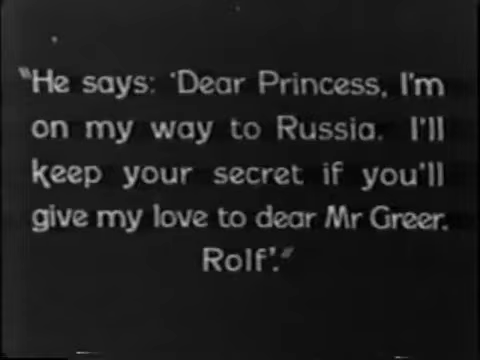 "He says: 'Dear Princess, I'm
on my way to Russia. I'll
keep your secret if you'll
give my love to dear Mr Greer.
Rolf'."